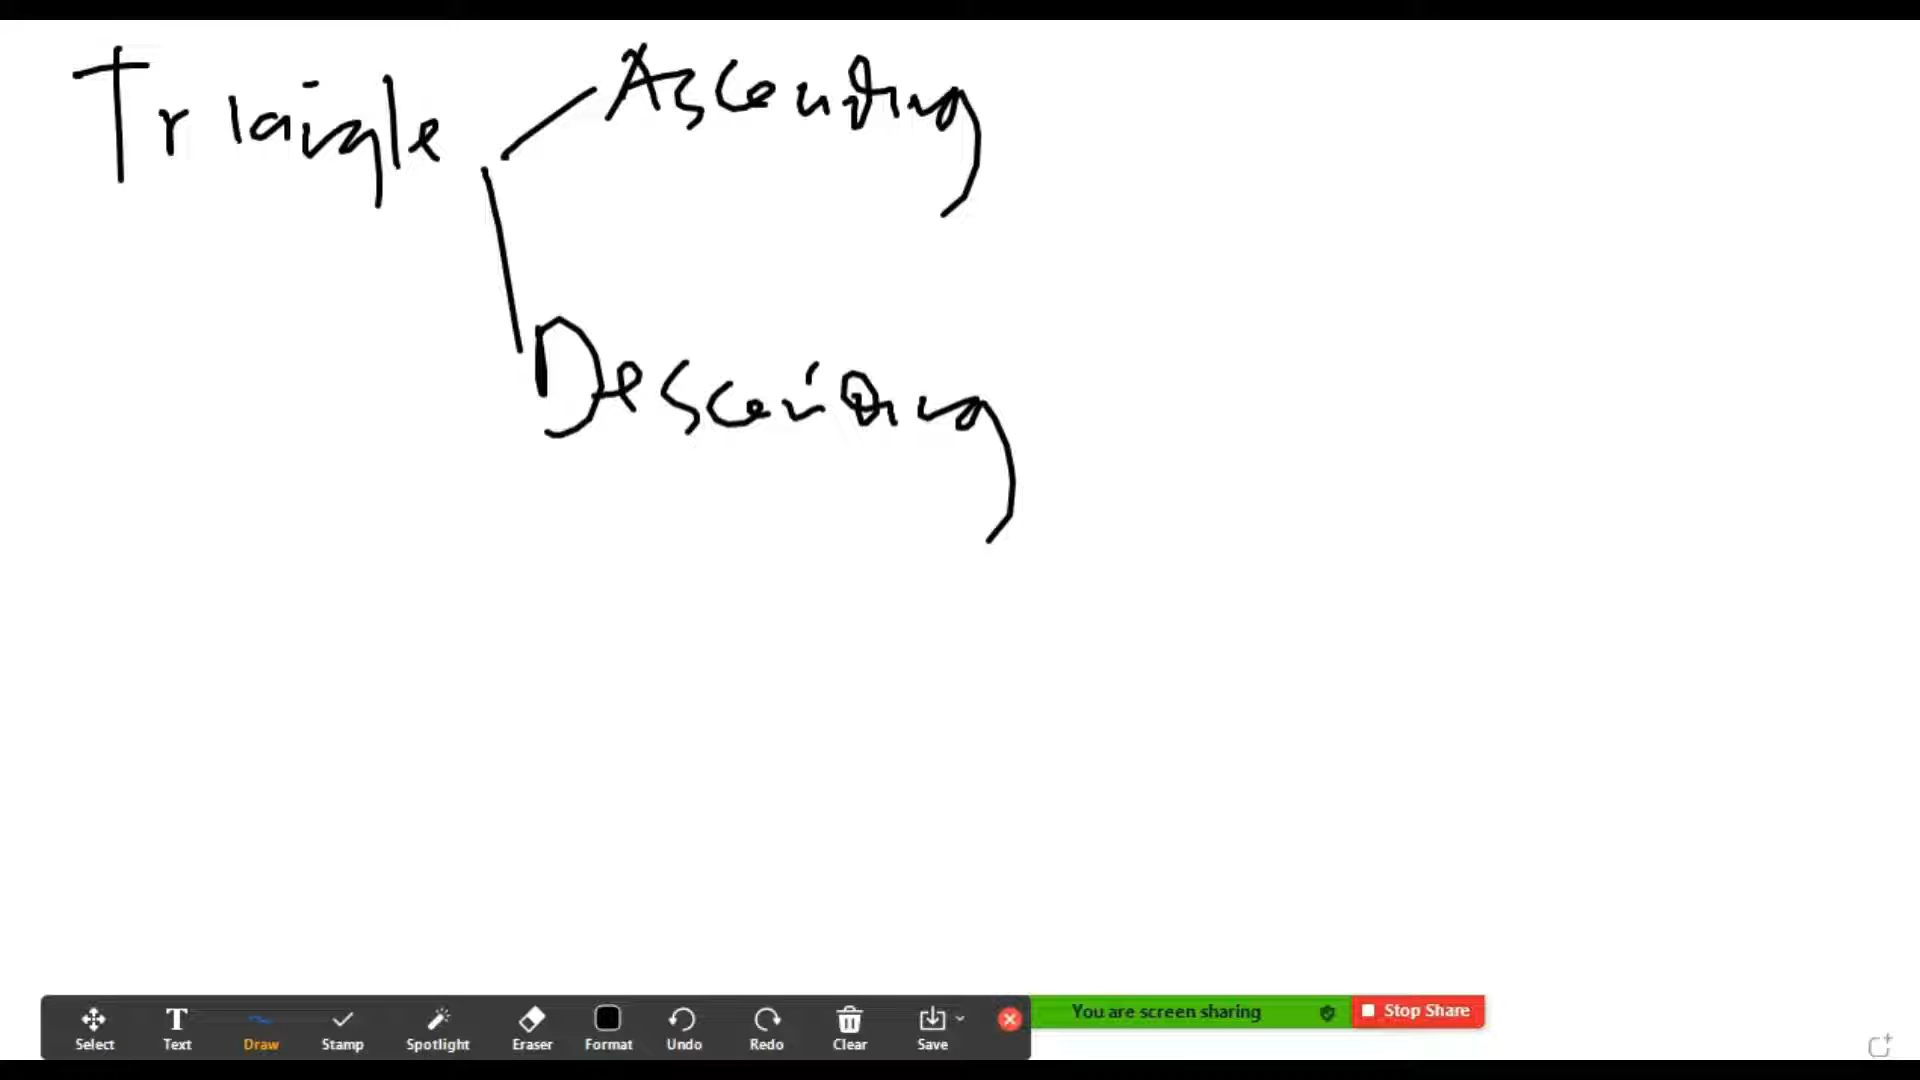 Triangle
Ascending
Descending
Select Text Draw Stamp Spotlight Eraser Format Undo Redo Clear Save
You are screen sharing
Stop Share